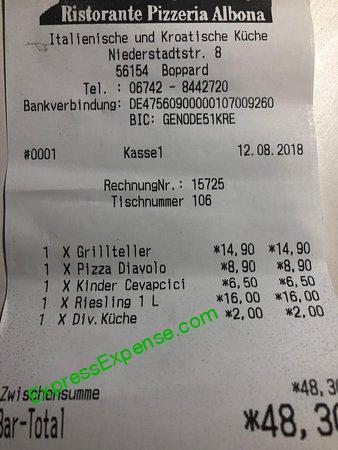 Ristorante Pizzeria Albona
Italienische und Kroatische Küche
Niederstadtstr. 8
56154 Boppard
Tel. : 06742 - 8442720
Bankverbindung: DE47560900000107009260
BIC: GENODE51KRE
#0001 Kasse1 12.08.2018
RechnungNr.: 15725
Tischnummer 106
1 X Grillteller *14,90 *14,90
1 X Pizza Diavolo *8,90 *8,90
1 X Kinder Cevapcici *6,50 *6,50
1 X Riesling 1 L *16,00 *16,00
1 X Div. Küche *2,00 *2,00
ExpressExpense.com
Zwischensumme *48,30
Bar-Total *48,30